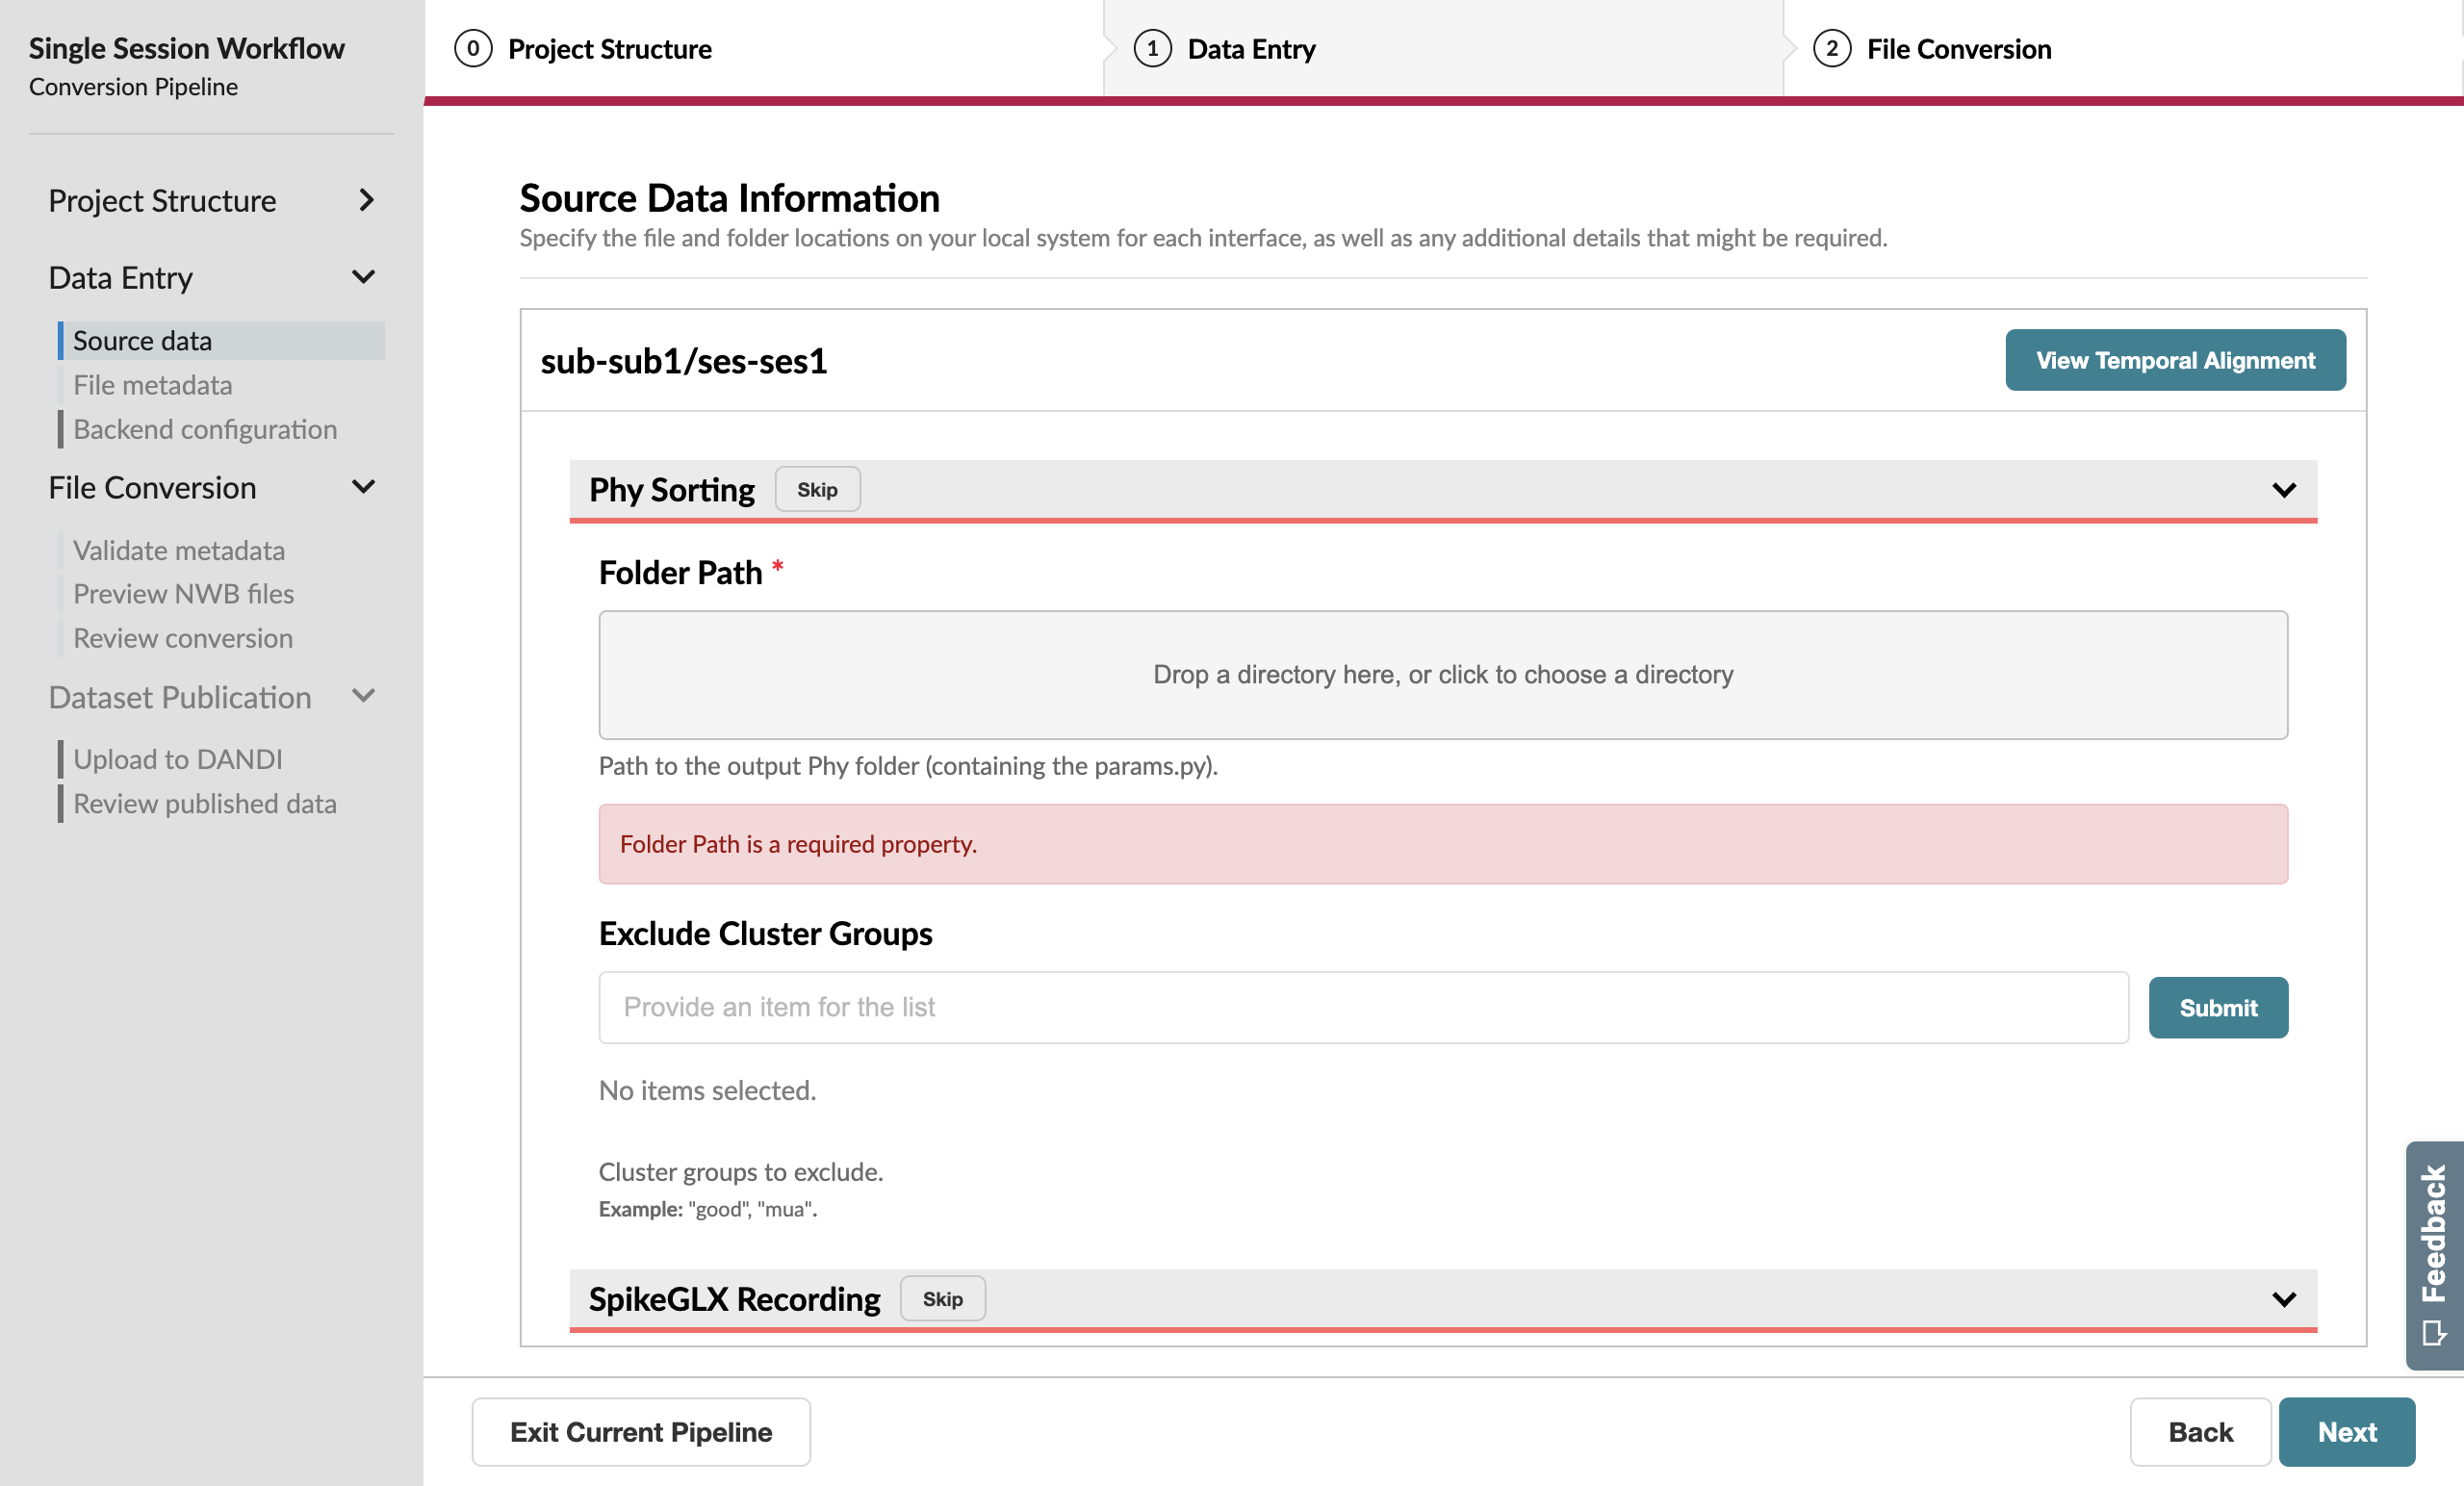 Single Session Workflow
Conversion Pipeline
Project Structure
Data Entry
Source data
File metadata
Backend configuration
File Conversion
Validate metadata
Preview NWB files
Review conversion
Dataset Publication
Upload to DANDI
Review published data
0 Project Structure
1 Data Entry
2 File Conversion
Source Data Information
Specify the file and folder locations on your local system for each interface, as well as any additional details that might be required.
sub-sub1/ses-ses1
View Temporal Alignment
Phy Sorting
Skip
Folder Path *
Drop a directory here, or click to choose a directory
Path to the output Phy folder (containing the params.py).
Folder Path is a required property.
Exclude Cluster Groups
Provide an item for the list
Submit
No items selected.
Cluster groups to exclude.
Example: "good", "mua".
SpikeGLX Recording
Skip
Feedback
Exit Current Pipeline
Back
Next